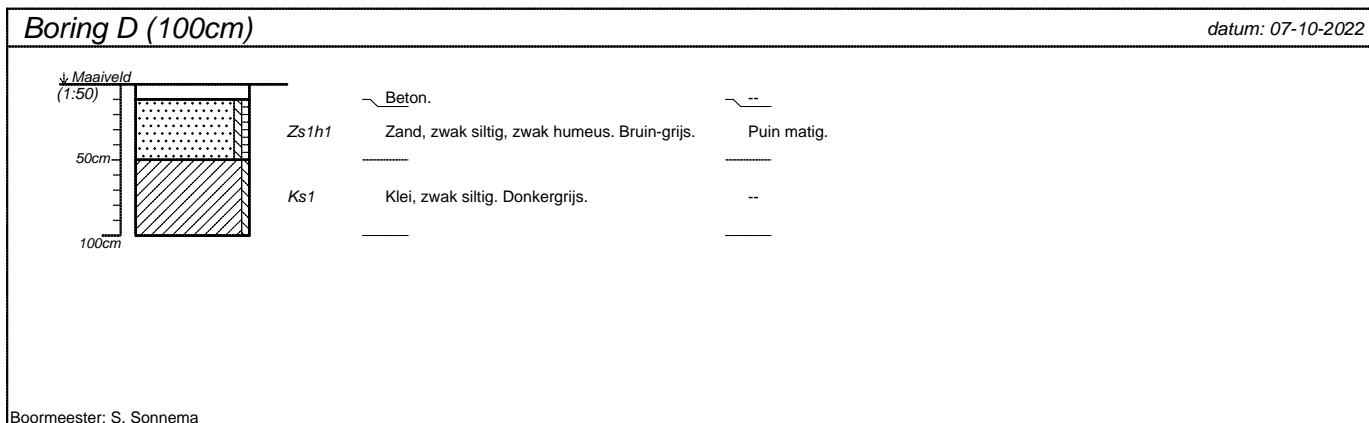 Boring D (100cm) datum: 07-10-2022
Maaiveld
(1:50) Beton. --
Zs1h1 Zand, zwak siltig, zwak humeus. Bruin-grijs. Puin matig.
50cm
Ks1 Klei, zwak siltig. Donkergrijs. --
100cm
Boormeester: S. Sonnema